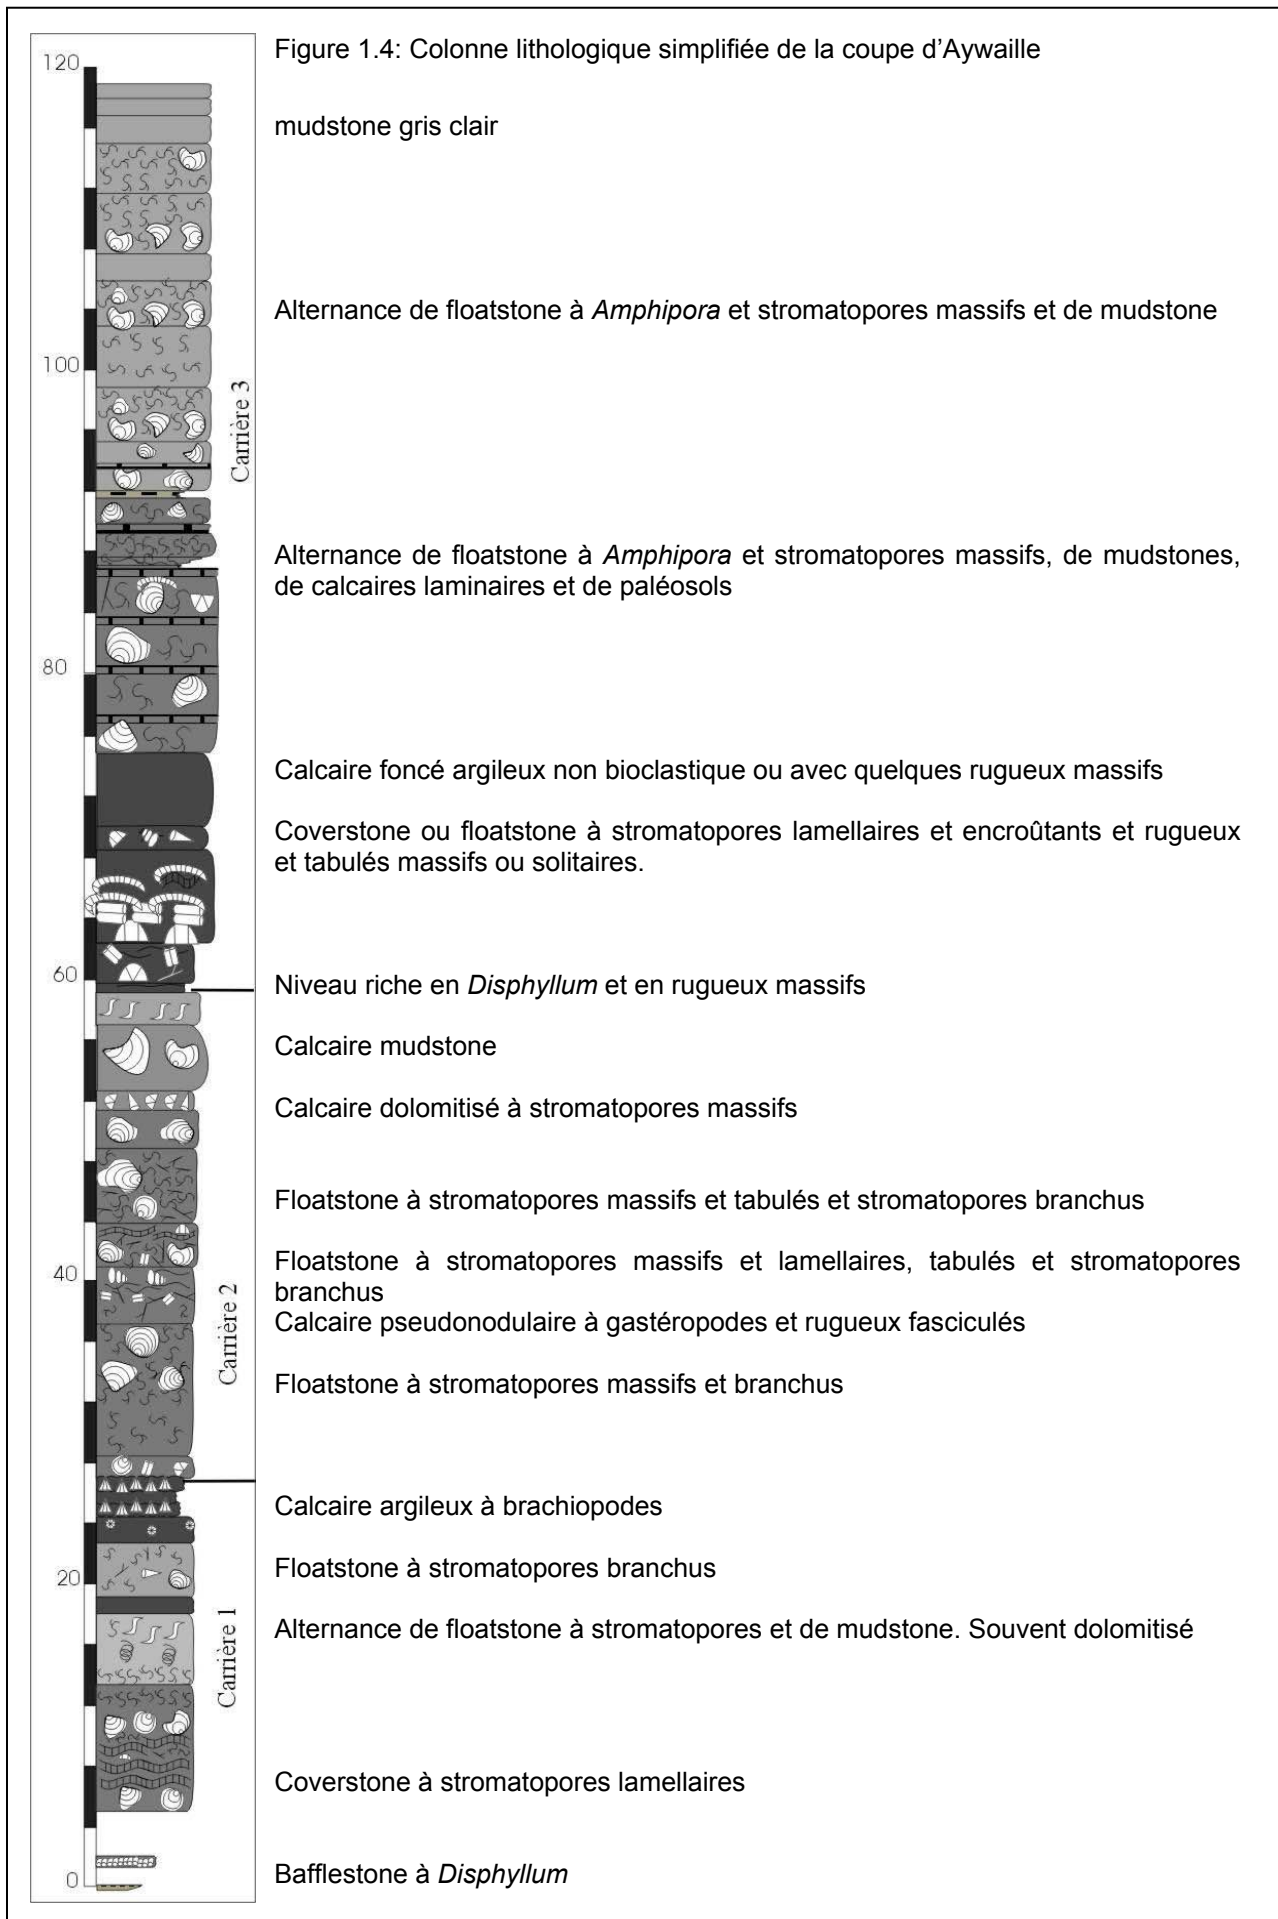 Figure 1.4: Colonne lithologique simplifiée de la coupe d'Aywaille
120
mudstone gris clair
Alternance de floatstone à Amphipora et stromatopores massifs et de mudstone
100
Carrière 3
Alternance de floatstone à Amphipora et stromatopores massifs, de mudstones,
de calcaires laminaires et de paléosols
80
Calcaire foncé argileux non bioclastique ou avec quelques rugueux massifs
Coverstone ou floatstone à stromatopores lamellaires et encroûtants et rugueux
et tabulés massifs ou solitaires.
60
Niveau riche en Disphyllum et en rugueux massifs
Calcaire mudstone
Calcaire dolomitisé à stromatopores massifs
Floatstone à stromatopores massifs et tabulés et stromatopores branchus
Floatstone à stromatopores massifs et lamellaires, tabulés et stromatopores
branchus
40
Calcaire pseudonodulaire à gastéropodes et rugueux fasciculés
Carrière 2
Floatstone à stromatopores massifs et branchus
Calcaire argileux à brachiopodes
Floatstone à stromatopores branchus
20
Alternance de floatstone à stromatopores et de mudstone. Souvent dolomitisé
Carrière 1
Coverstone à stromatopores lamellaires
Bafflestone à Disphyllum
0